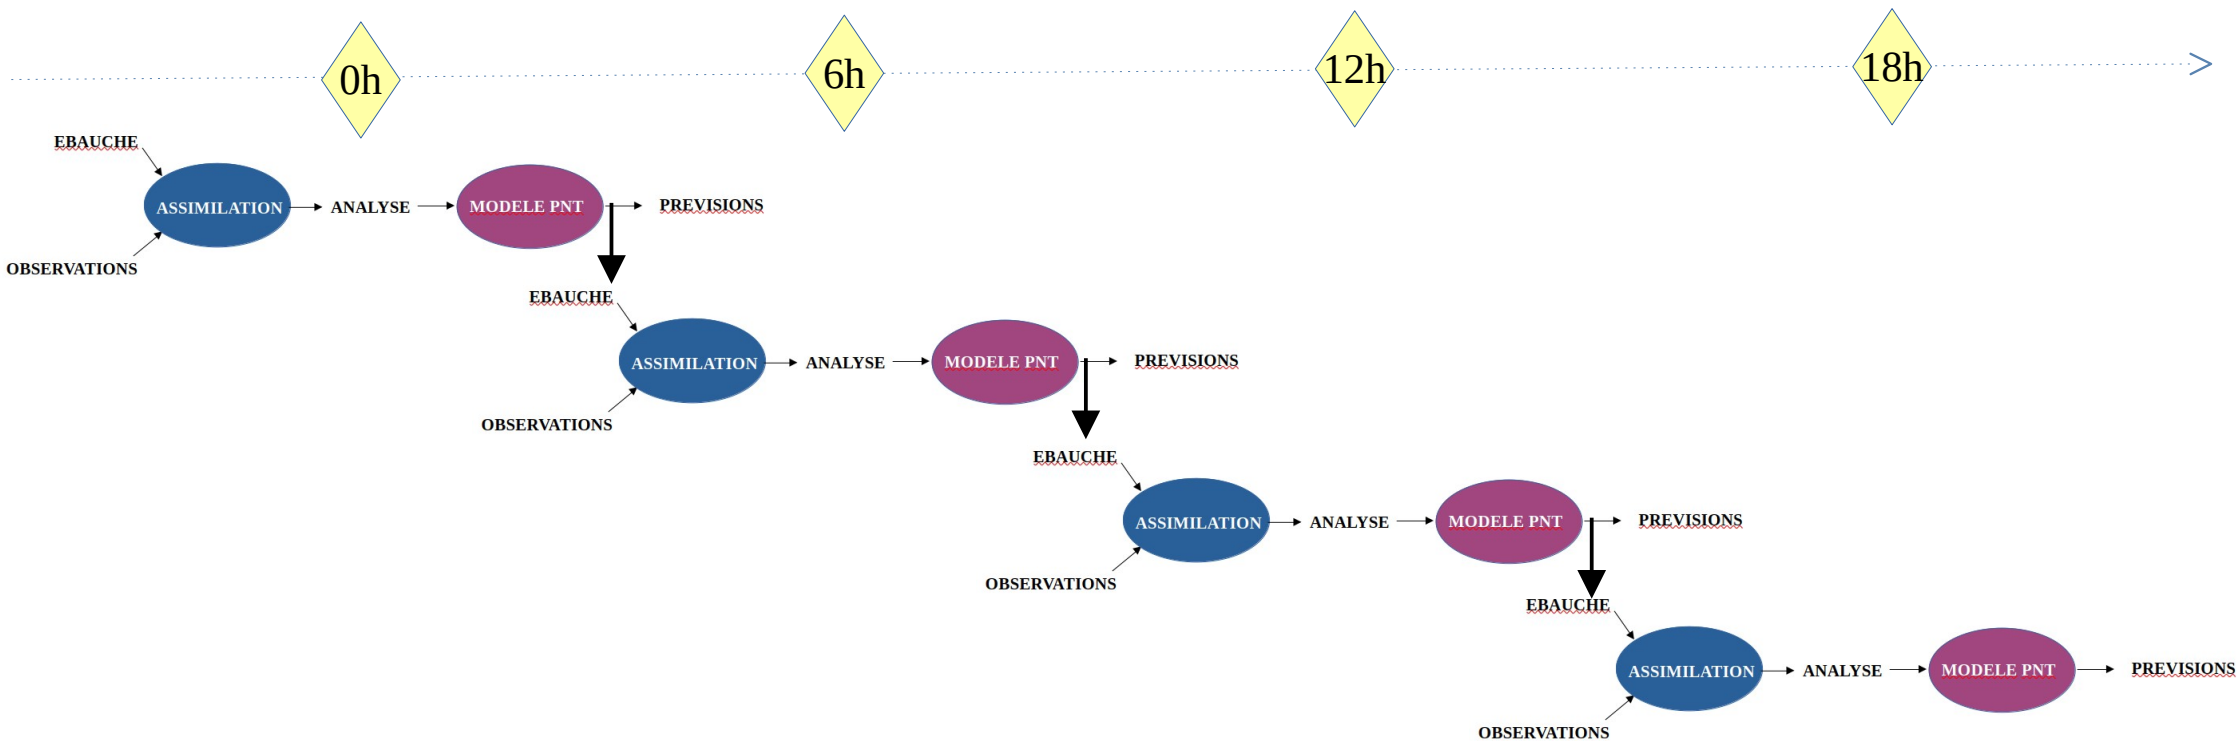 0h
6h
12h
18h
EBAUCHE
ASSIMILATION
ANALYSE
MODELE PNT
PREVISIONS
OBSERVATIONS
EBAUCHE
ASSIMILATION
ANALYSE
MODELE PNT
PREVISIONS
OBSERVATIONS
EBAUCHE
ASSIMILATION
ANALYSE
MODELE PNT
PREVISIONS
OBSERVATIONS
EBAUCHE
ASSIMILATION
ANALYSE
MODELE PNT
PREVISIONS
OBSERVATIONS